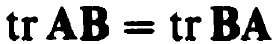 tr AB = tr BA